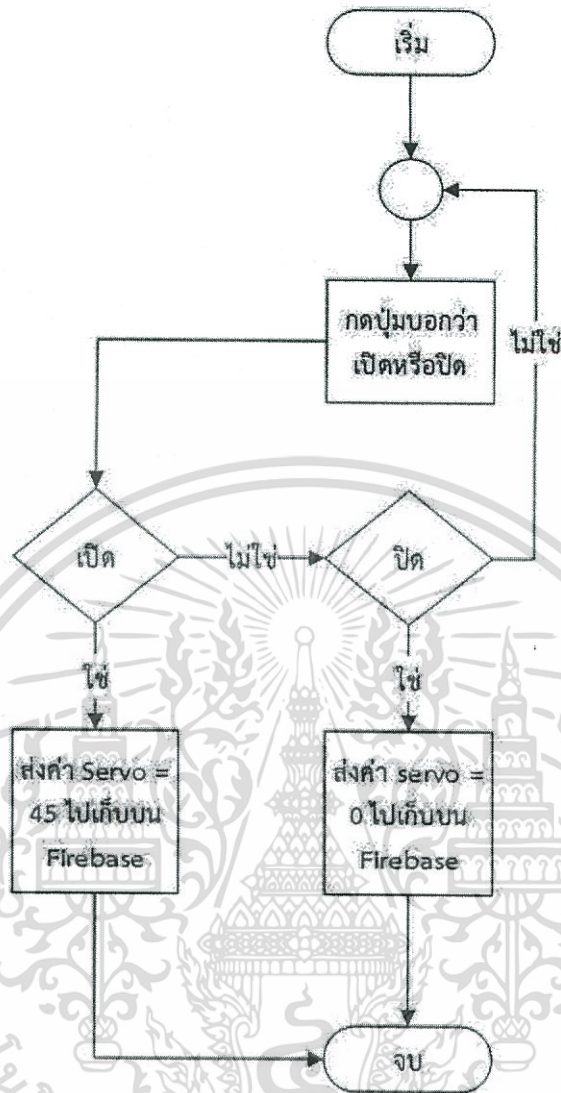 เริ่ม
กดปุ่มบอกว่า
เปิดหรือปิด
ไม่ใช่
เปิด
ไม่ใช่
ปิด
ใช่
ใช่
ส่งค่า Servo =
45 ไปเก็บบน
Firebase
ส่งค่า servo =
0 ไปเก็บบน
Firebase
จบ